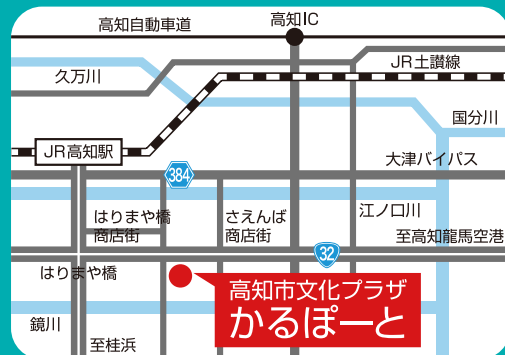 高知自動車道
高知IC
久万川
JR土讃線
国分川
JR高知駅
大津バイパス
384
はりまや橋
商店街
さえんば
商店街
江ノ口川
至高知龍馬空港
32
はりまや橋
高知市文化プラザ
かるぽーと
鏡川
至桂浜